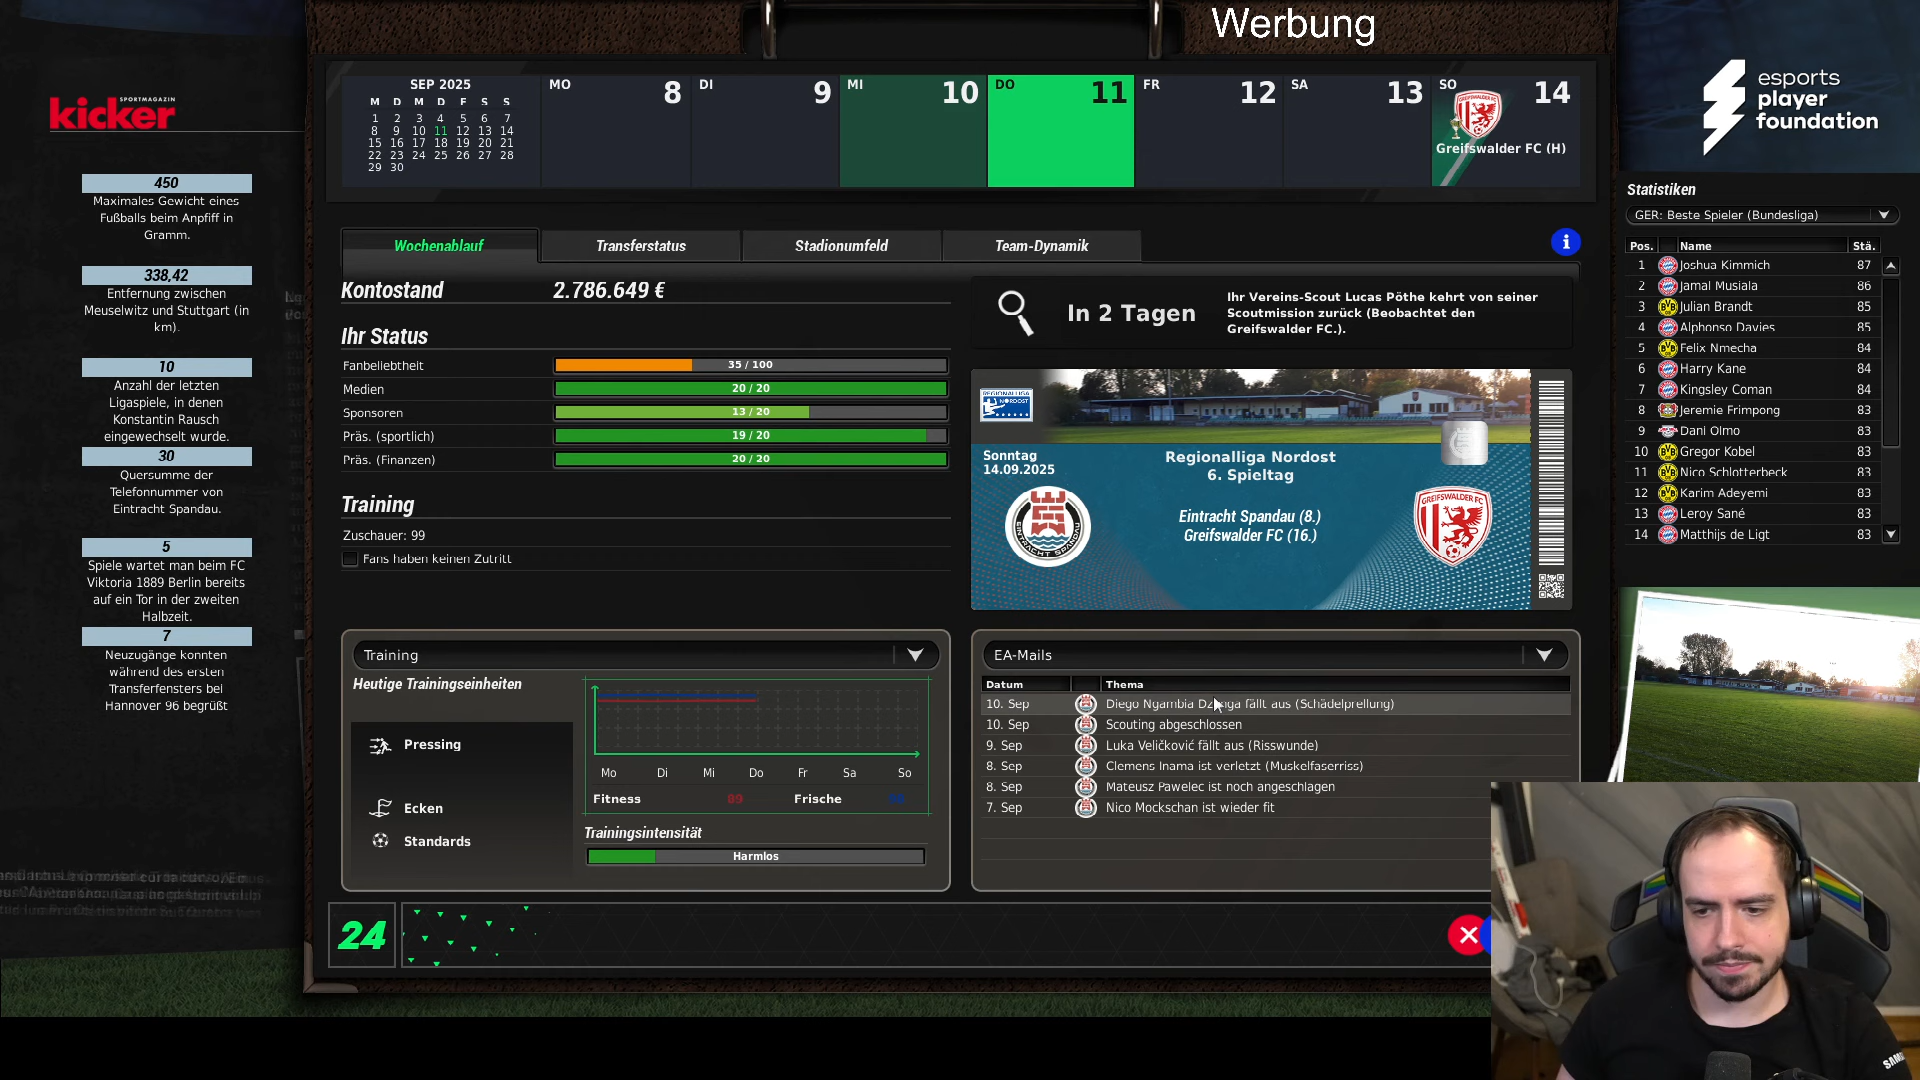 Werbung
kicker
SPORTMAGAZIN
450
Maximales Gewicht eines
Fußballs beim Anpfiff in
Gramm.
338,42
Entfernung zwischen
Meuselwitz und Stuttgart (in
km).
10
Anzahl der letzten
Ligaspiele, in denen
Konstantin Rausch
eingewechselt wurde.
30
Quersumme der
Telefonnummer von
Eintracht Spandau.
5
Spiele wartet man beim FC
Viktoria 1889 Berlin bereits
auf ein Tor in der zweiten
Halbzeit.
7
Neuzugänge konnten
während des ersten
Transferfensters bei
Hannover 96 begrüßt
SEP 2025
M D M D F S S
1 2 3 4 5 6 7
8 9 10 11 12 13 14
15 16 17 18 19 20 21
22 23 24 25 26 27 28
29 30
MO 8
DI 9
MI 10
DO 11
FR 12
SA 13
SO 14
Greifswalder FC (H)
Wochenablauf
Transferstatus
Stadionumfeld
Team-Dynamik
i
Kontostand 2.786.649 €
Ihr Status
Fanbeliebtheit 35 / 100
Medien 20 / 20
Sponsoren 13 / 20
Präs. (sportlich) 19 / 20
Präs. (Finanzen) 20 / 20
Training
Zuschauer: 99
Fans haben keinen Zutritt
In 2 Tagen
Ihr Vereins-Scout Lucas Pöthe kehrt von seiner
Scoutmission zurück (Beobachtet den
Greifswalder FC.).
REGIONALLIGA
NORDOST
Sonntag
14.09.2025
Regionalliga Nordost
6. Spieltag
Eintracht Spandau (8.)
Greifswalder FC (16.)
EINTRACHT SPANDAU
GREIFSWALDER FC
Training
Heutige Trainingseinheiten
Pressing
Ecken
Standards
Mo Di Mi Do Fr Sa So
Fitness 89 Frische
Trainingsintensität
Harmlos
EA-Mails
Datum Thema
10. Sep Diego Ngambia Dzonga fällt aus (Schädelprellung)
10. Sep Scouting abgeschlossen
9. Sep Luka Veličković fällt aus (Risswunde)
8. Sep Clemens Inama ist verletzt (Muskelfaserriss)
8. Sep Mateusz Pawelec ist noch angeschlagen
7. Sep Nico Mockschan ist wieder fit
24
esports
player
foundation
Statistiken
GER: Beste Spieler (Bundesliga)
Pos. Name Stä.
1 Joshua Kimmich 87
2 Jamal Musiala 86
3 Julian Brandt 85
4 Alphonso Davies 85
5 Felix Nmecha 84
6 Harry Kane 84
7 Kingsley Coman 84
8 Jeremie Frimpong 83
9 Dani Olmo 83
10 Gregor Kobel 83
11 Nico Schlotterbeck 83
12 Karim Adeyemi 83
13 Leroy Sané 83
14 Matthijs de Ligt 83